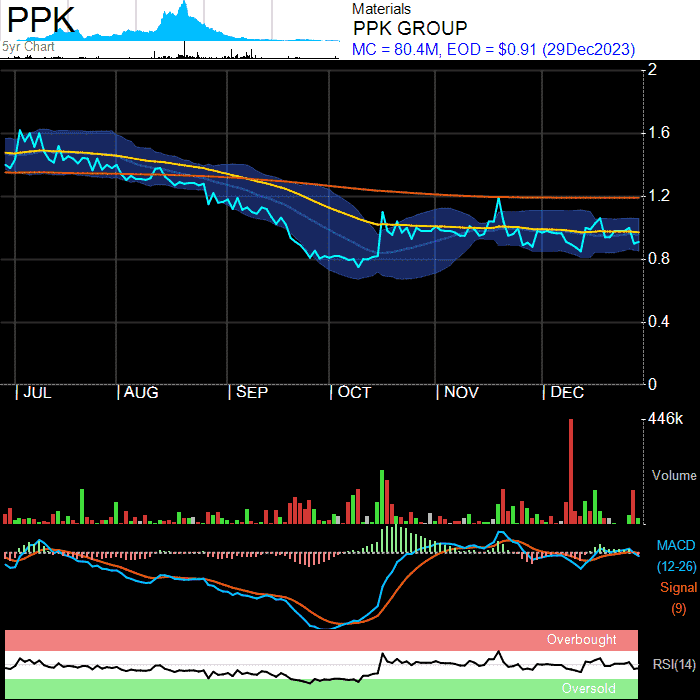 PPK
5yr Chart
Materials
PPK GROUP
MC = 80.4M, EOD = $0.91 (29Dec2023)
2
1.6
1.2
0.8
0.4
0
JUL AUG SEP OCT NOV DEC
446k
Volume
MACD
(12-26)
Signal
(9)
Overbought
RSI(14)
Oversold